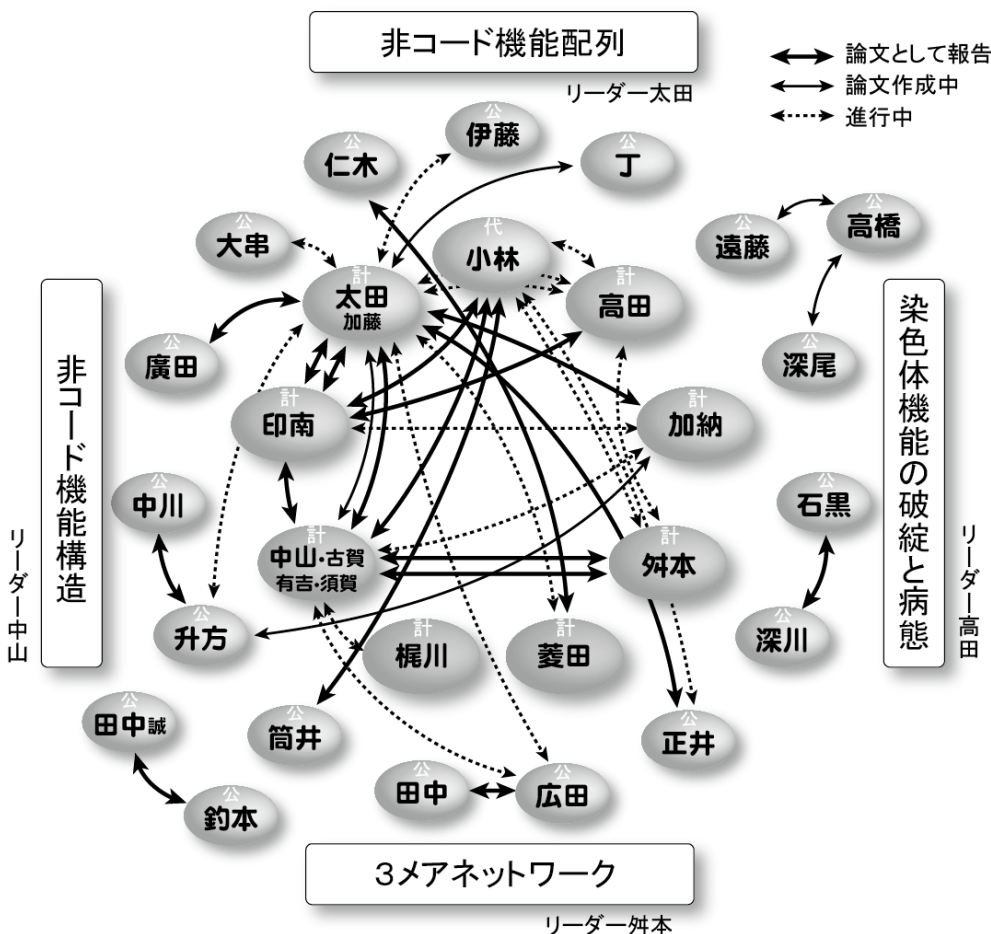 非コード機能配列
リーダー太田
論文として報告
論文作成中
進行中
公
伊藤
公
仁木
公
丁
公
大串
代
小林
公
遠藤
公
高橋
計
太田
加藤
計
高田
公
廣田
公
深尾
非コード機能構造
リーダー中山
染色体機能の破綻と病態
リーダー高田
計
印南
計
加納
公
中川
公
石黒
計
中山・古賀
有吉・須賀
計
舛本
公
升方
計
梶川
計
菱田
公
深川
公
田中誠
公
筒井
公
正井
公
田中
公
広田
公
釣本
3メアネットワーク
リーダー舛本